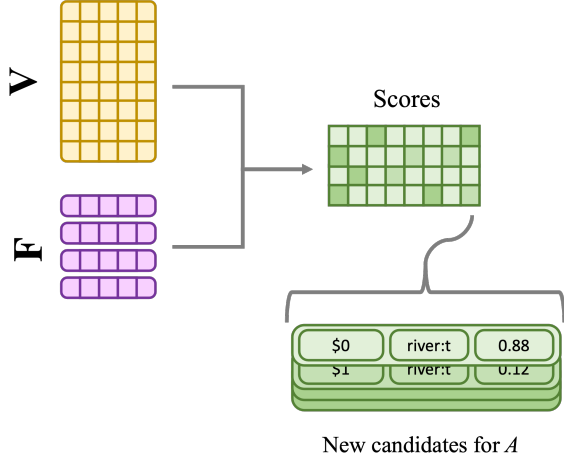 V
F
Scores
$0 river:t 0.88
$1 river:t 0.12
New candidates for A